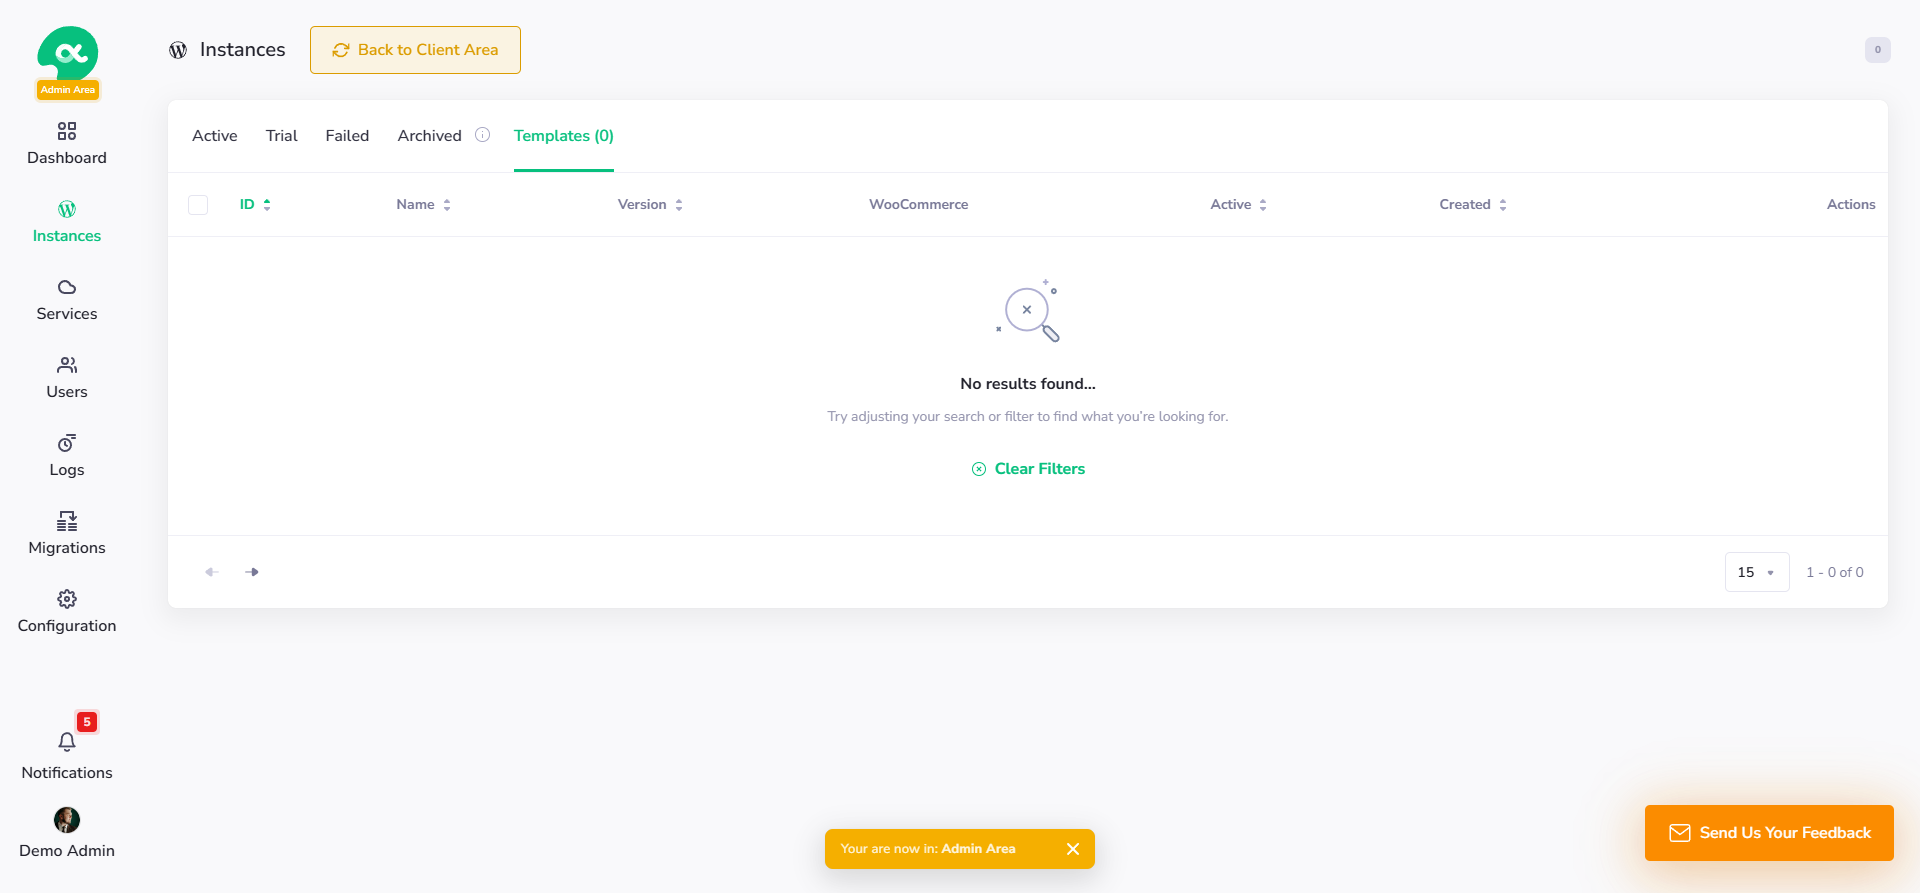 Admin Area
Dashboard
Instances
Services
Users
Logs
Migrations
Configuration
5
Notifications
Demo Admin
Instances
Back to Client Area
0
Active Trial Failed Archived Templates (0)
ID Name Version WooCommerce Active Created Actions
No results found...
Try adjusting your search or filter to find what you're looking for.
Clear Filters
15 1 - 0 of 0
Your are now in: Admin Area
Send Us Your Feedback